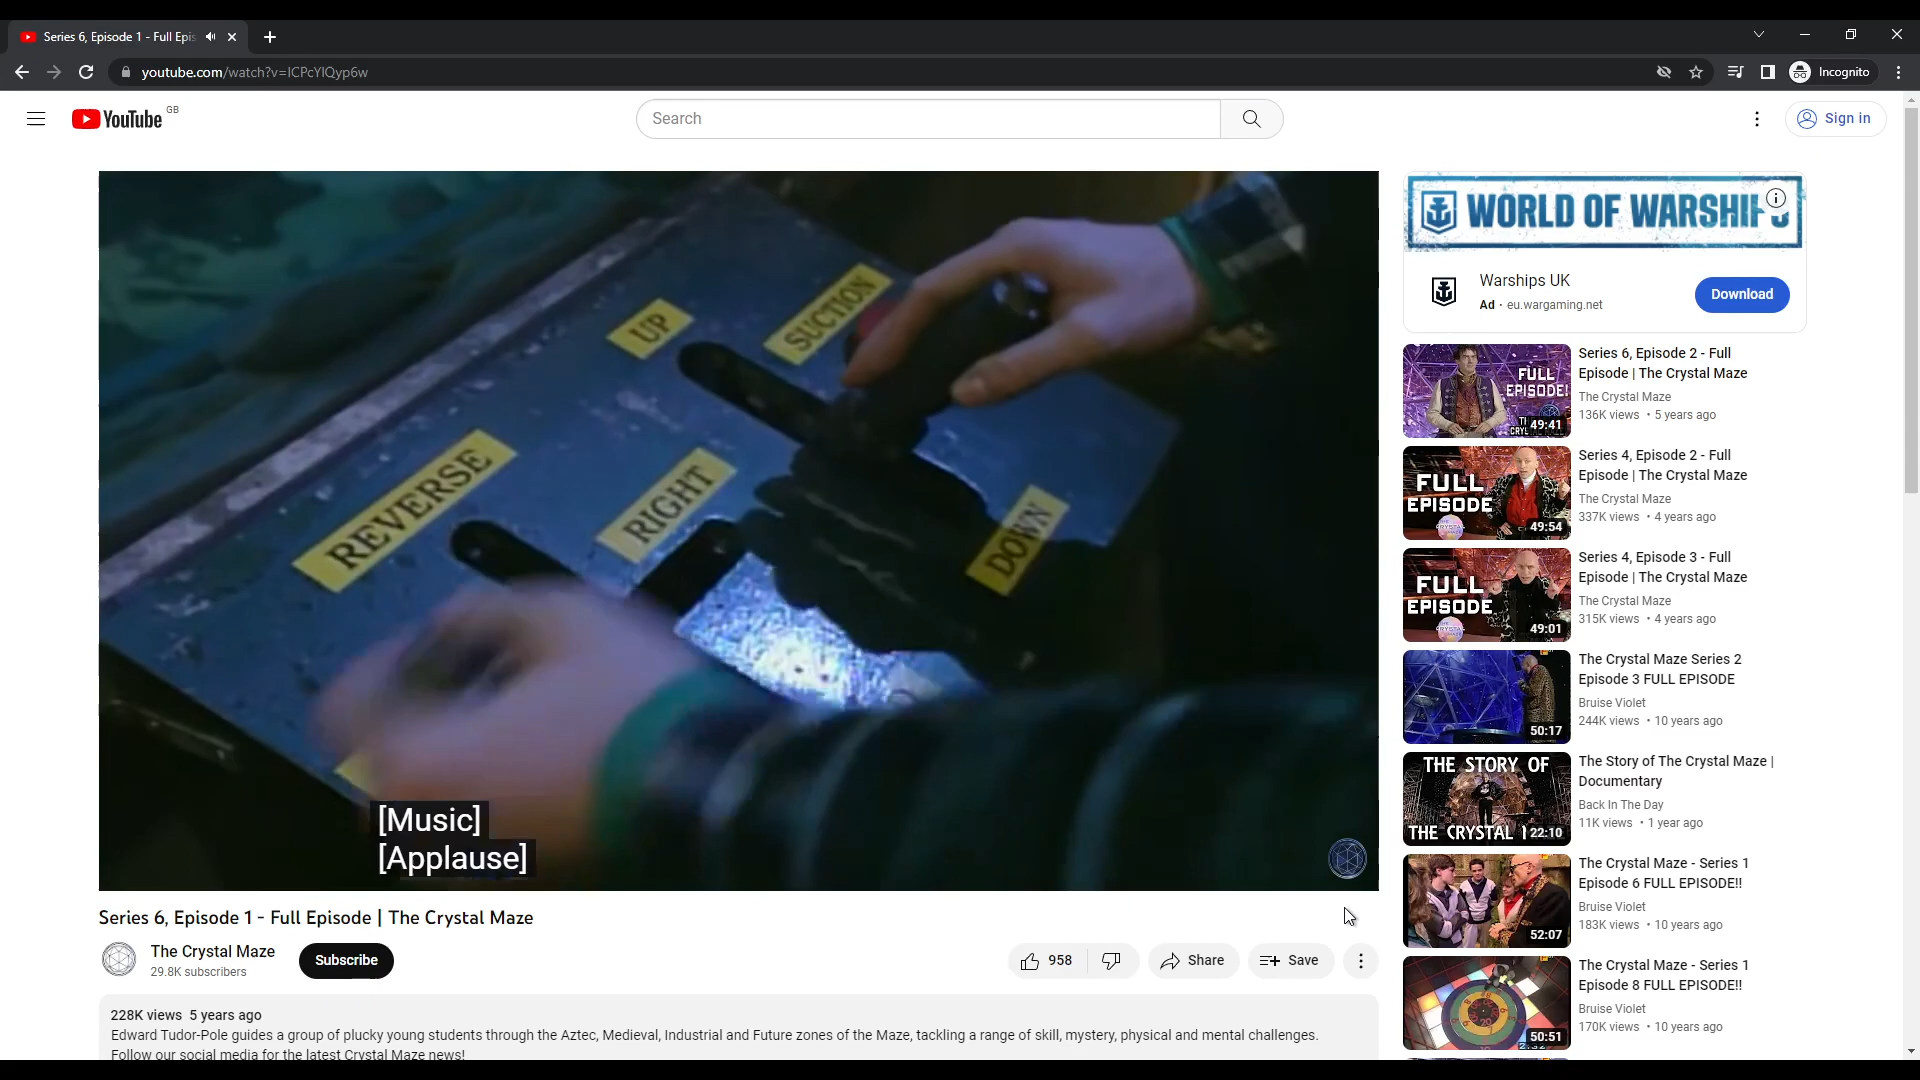 Series 6, Episode 1 - Full Epis
youtube.com/watch?v=ICPcYIQyp6w
Incognito
YouTube GB
Search
Sign in
UP
SUCTION
REVERSE
RIGHT
DOWN
[Music]
[Applause]
Series 6, Episode 1 - Full Episode | The Crystal Maze
The Crystal Maze
29.8K subscribers
Subscribe
958
Share
Save
228K views 5 years ago
Edward Tudor-Pole guides a group of plucky young students through the Aztec, Medieval, Industrial and Future zones of the Maze, tackling a range of skill, mystery, physical and mental challenges.
Follow our social media for the latest Crystal Maze news!
WORLD OF WARSHIPS
Warships UK
Ad · eu.wargaming.net
Download
FULL
EPISODE!
49:41
Series 6, Episode 2 - Full
Episode | The Crystal Maze
The Crystal Maze
136K views • 5 years ago
FULL
EPISODE
49:54
Series 4, Episode 2 - Full
Episode | The Crystal Maze
The Crystal Maze
337K views • 4 years ago
FULL
EPISODE
49:01
Series 4, Episode 3 - Full
Episode | The Crystal Maze
The Crystal Maze
315K views • 4 years ago
50:17
The Crystal Maze Series 2
Episode 3 FULL EPISODE
Bruise Violet
244K views • 10 years ago
THE STORY OF
THE CRYSTAL
22:10
The Story of The Crystal Maze |
Documentary
Back In The Day
11K views • 1 year ago
52:07
The Crystal Maze - Series 1
Episode 6 FULL EPISODE!!
Bruise Violet
183K views • 10 years ago
50:51
The Crystal Maze - Series 1
Episode 8 FULL EPISODE!!
Bruise Violet
170K views • 10 years ago